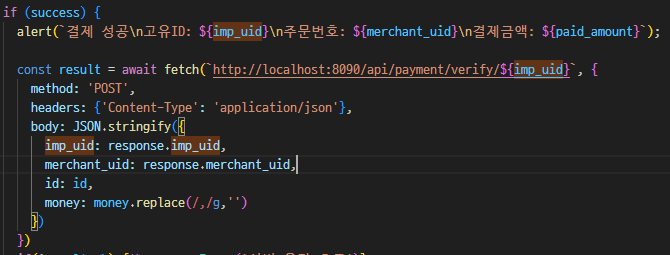 if (success) {
alert(`결제 성공\n고유ID: ${imp_uid}\n주문번호: ${merchant_uid}\n결제금액: ${paid_amount}`);
const result = await fetch(`http://localhost:8090/api/payment/verify/${imp_uid}`, {
method: 'POST',
headers: {'Content-Type': 'application/json'},
body: JSON.stringify({
imp_uid: response.imp_uid,
merchant_uid: response.merchant_uid,
id: id,
money: money.replace(/,/g,'')
})
})